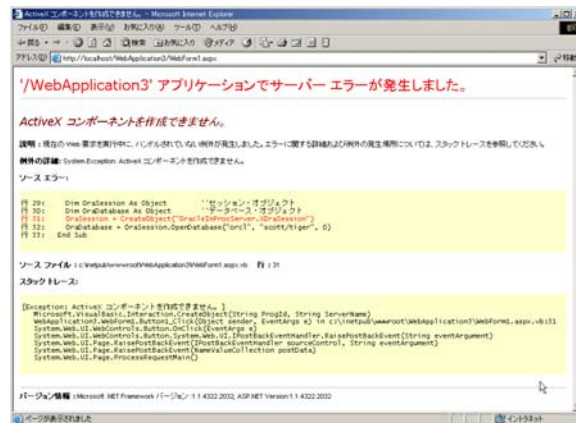 ActiveX コンポーネントを作成できません。 - Microsoft Internet Explorer
ファイル(F) 編集(E) 表示(V) お気に入り(A) ツール(T) ヘルプ(H)
戻る 検索 お気に入り メディア
アドレス(D) http://localhost/WebApplication3/WebForm1.aspx 移動
'/WebApplication3' アプリケーションでサーバー エラーが発生しました。
ActiveX コンポーネントを作成できません。
説明 : 現在の Web 要求を実行中に、ハンドルされていない例外が発生しました。エラーに関する詳細および例外の発生場所については、スタック トレースを参照してください。
例外の詳細: System.Exception: ActiveX コンポーネントを作成できません。
ソース エラー:
行 29: Dim OraSession As Object ``セッション・オブジェクト
行 30: Dim OraDatabase As Object ``データベース・オブジェクト
行 31: OraSession = CreateObject("OracleInProcServer.XOraSession")
行 32: OraDatabase = OraSession.OpenDatabase("orcl", "scott/tiger", 0)
行 33: End Sub
ソース ファイル : c:\inetpub\wwwroot\WebApplication3\WebForm1.aspx.vb 行 : 31
スタック トレース:
[Exception: ActiveX コンポーネントを作成できません。]
Microsoft.VisualBasic.Interaction.CreateObject(String ProgId, String ServerName)
WebApplication3.WebForm1.Button1_Click(Object sender, EventArgs e) in c:\inetpub\wwwroot\WebApplication3\WebForm1.aspx.vb:31
System.Web.UI.WebControls.Button.OnClick(EventArgs e)
System.Web.UI.WebControls.Button.System.Web.UI.IPostBackEventHandler.RaisePostBackEvent(String eventArgument)
System.Web.UI.Page.RaisePostBackEvent(IPostBackEventHandler sourceControl, String eventArgument)
System.Web.UI.Page.RaisePostBackEvent(NameValueCollection postData)
System.Web.UI.Page.ProcessRequestMain()
バージョン情報 : Microsoft .NET Framework バージョン :1.1.4322.2032; ASP.NET Version:1.1.4322.2032
ページが表示されました イントラネット